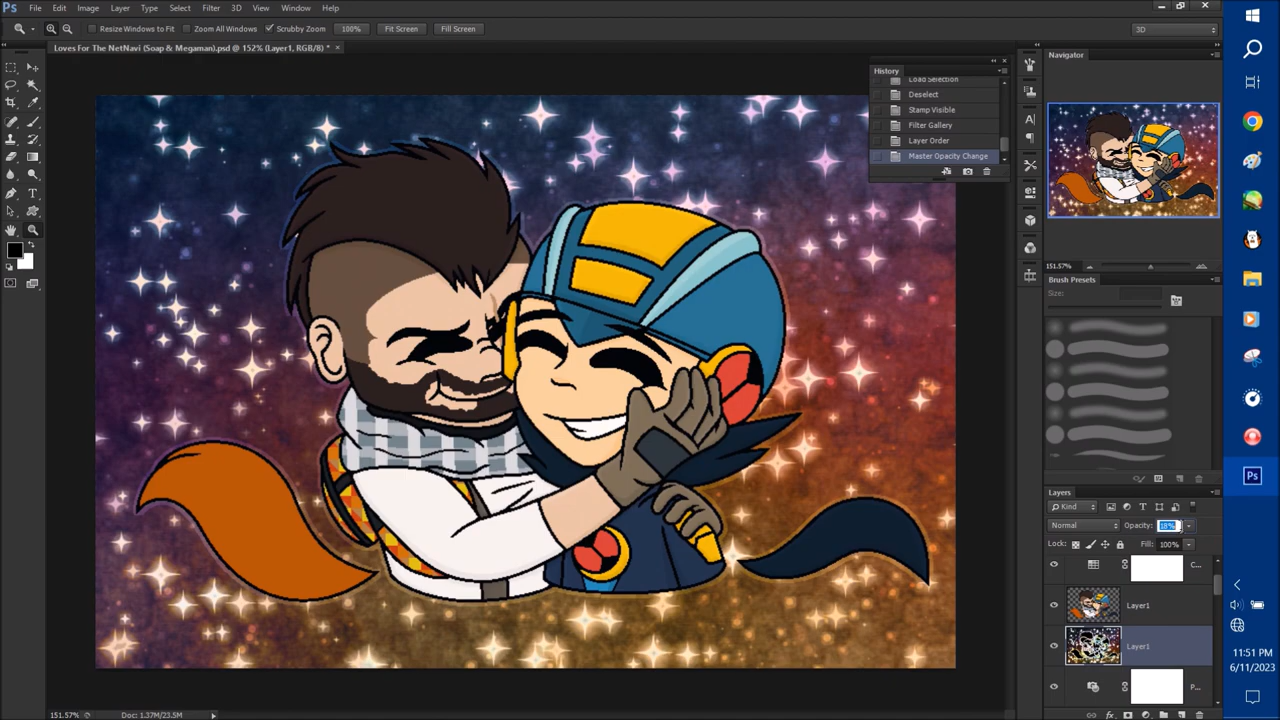 Ps File Edit Image Layer Type Select Filter 3D View Window Help
Resize Windows to Fit Zoom All Windows Scrubby Zoom 100% Fit Screen Fill Screen 3D
Loves For The NetNavi (Soap & Megaman).psd @ 152% (Layer1, RGB/8) * ×
History
Load Selection
Deselect
Stamp Visible
Filter Gallery
Layer Order
Master Opacity Change
Navigator
151.57%
Brush Presets
Size:
Layers
Kind
Normal Opacity: 18%
Lock: Fill: 100%
C...
Layer1
Layer1
P...
Ps
11:51 PM
6/11/2023
151.57% Doc: 1.37M/23.5M